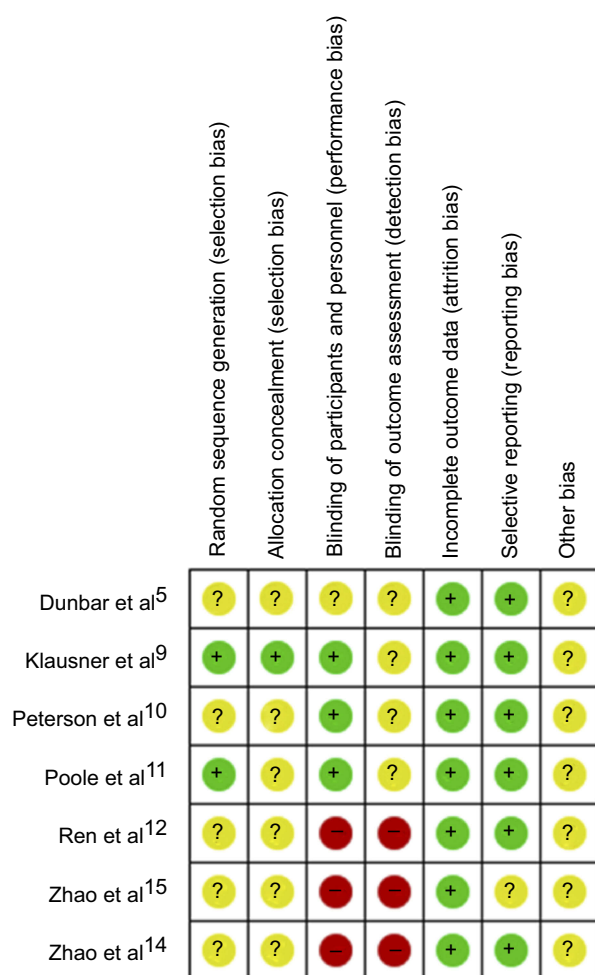 Random sequence generation (selection bias)
Allocation concealment (selection bias)
Blinding of participants and personnel (performance bias)
Blinding of outcome assessment (detection bias)
Incomplete outcome data (attrition bias)
Selective reporting (reporting bias)
Other bias
Dunbar et al5 ? ? ? ? + + ?
Klausner et al9 + + + ? + + ?
Peterson et al10 ? ? + ? + + ?
Poole et al11 + ? + ? + + ?
Ren et al12 ? ? – – + + ?
Zhao et al15 ? ? – – + ? ?
Zhao et al14 ? ? – – + + ?